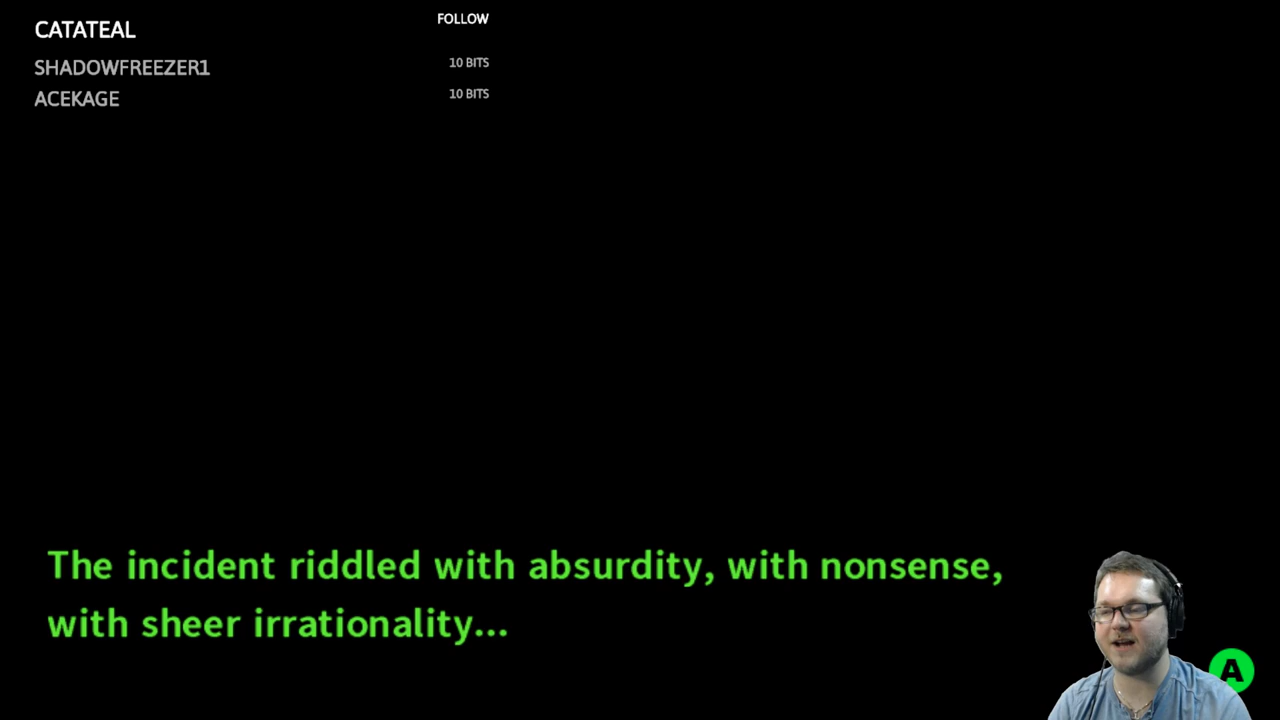 CATATEAL FOLLOW
SHADOWFREEZER1 10 BITS
ACEKAGE 10 BITS
The incident riddled with absurdity, with nonsense,
with sheer irrationality...
A